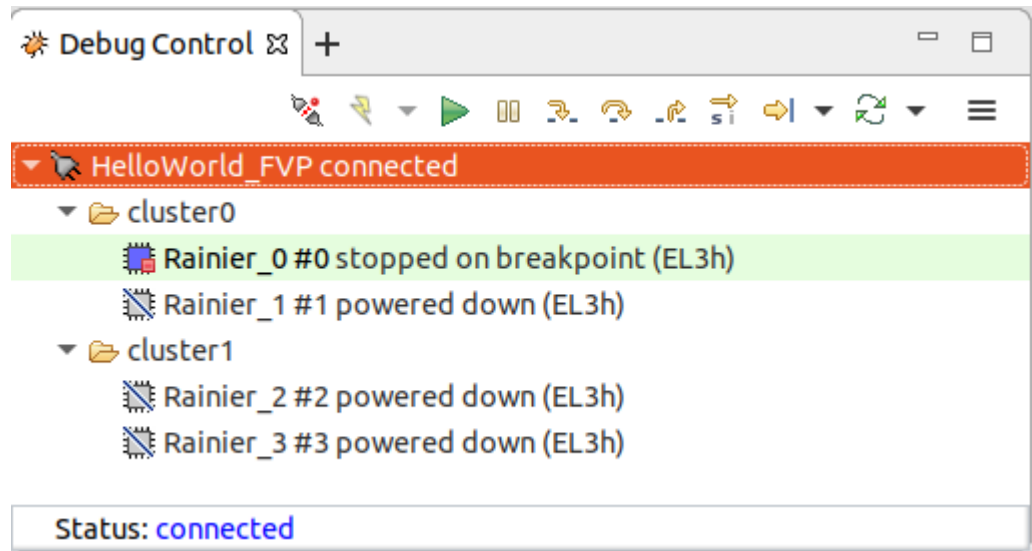 Debug Control
s i
HelloWorld_FVP connected
cluster0
Rainier_0 #0 stopped on breakpoint (EL3h)
Rainier_1 #1 powered down (EL3h)
cluster1
Rainier_2 #2 powered down (EL3h)
Rainier_3 #3 powered down (EL3h)
Status: connected